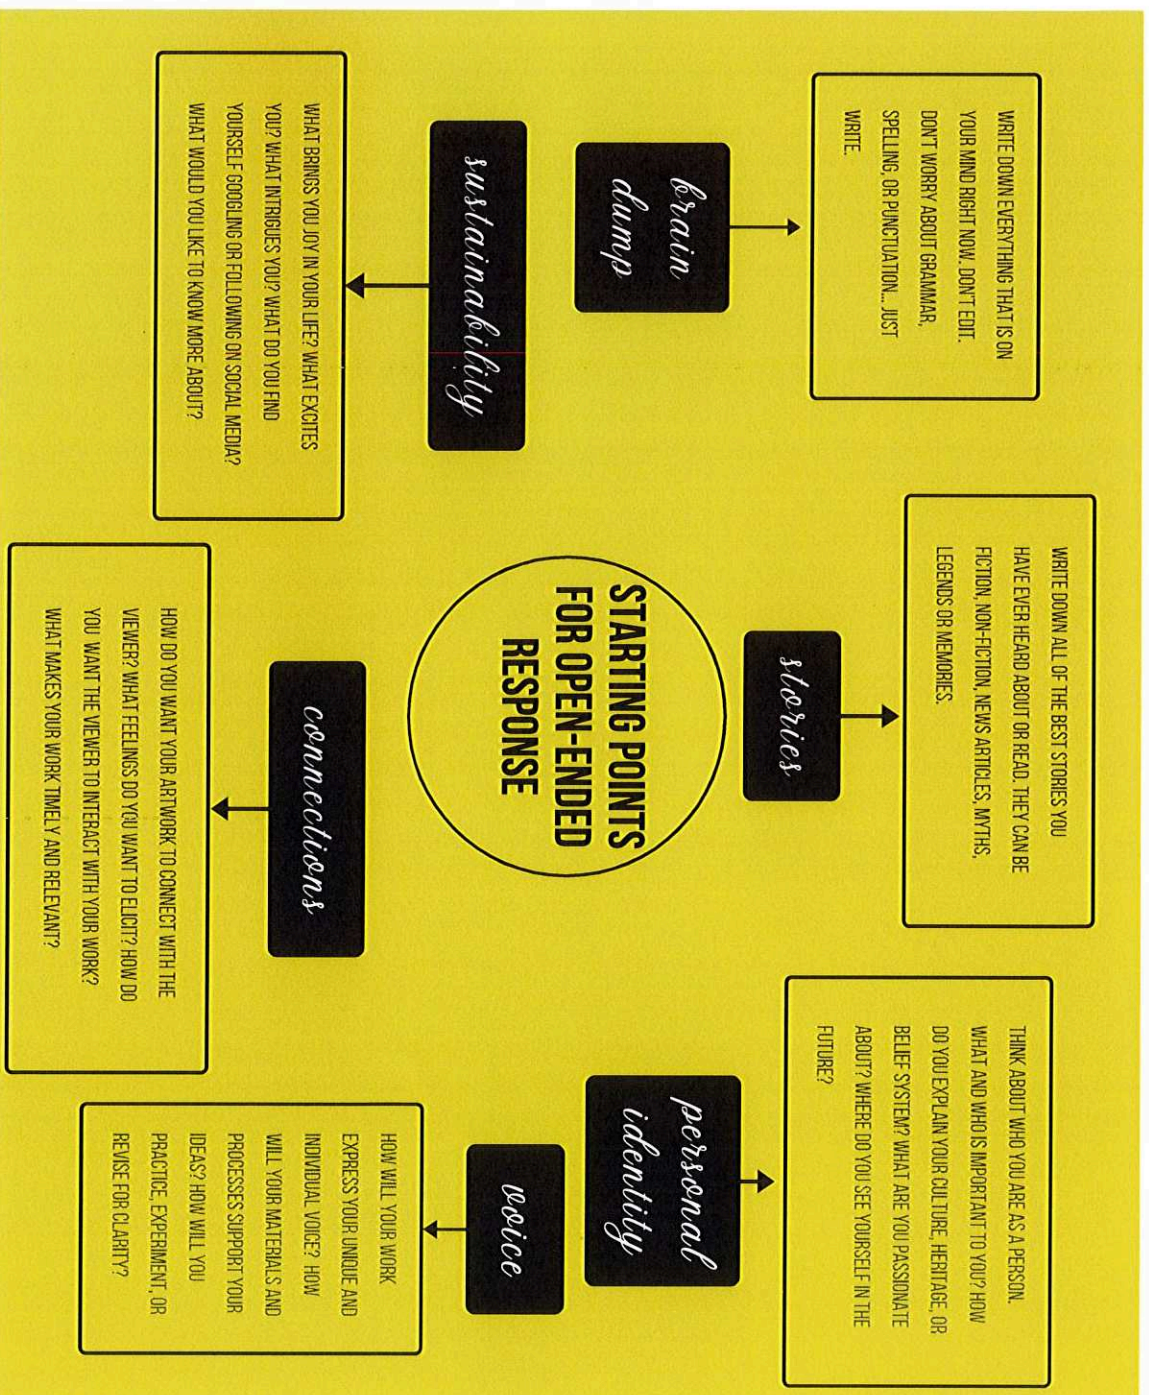 WRITE DOWN EVERYTHING THAT IS ON
YOUR MIND RIGHT NOW. DON'T EDIT.
DON'T WORRY ABOUT GRAMMAR,
SPELLING, OR PUNCTUATION... JUST
WRITE.
brain
dump
WRITE DOWN ALL OF THE BEST STORIES YOU
HAVE EVER HEARD ABOUT OR READ. THEY CAN BE
FICTION, NON-FICTION, NEWS ARTICLES, MYTHS,
LEGENDS OR MEMORIES.
stories
THINK ABOUT WHO YOU ARE AS A PERSON.
WHAT AND WHO IS IMPORTANT TO YOU? HOW
DO YOU EXPLAIN YOUR CULTURE, HERITAGE, OR
BELIEF SYSTEM? WHAT ARE YOU PASSIONATE
ABOUT? WHERE DO YOU SEE YOURSELF IN THE
FUTURE?
personal
identity
STARTING POINTS
FOR OPEN-ENDED
RESPONSE
sustainability
WHAT BRINGS YOU JOY IN YOUR LIFE? WHAT EXCITES
YOU? WHAT INTRIGUES YOU? WHAT DO YOU FIND
YOURSELF GOOGLING OR FOLLOWING ON SOCIAL MEDIA?
WHAT WOULD YOU LIKE TO KNOW MORE ABOUT?
connections
HOW DO YOU WANT YOUR ARTWORK TO CONNECT WITH THE
VIEWER? WHAT FEELINGS DO YOU WANT TO ELICIT? HOW DO
YOU WANT THE VIEWER TO INTERACT WITH YOUR WORK?
WHAT MAKES YOUR WORK TIMELY AND RELEVANT?
voice
HOW WILL YOUR WORK
EXPRESS YOUR UNIQUE AND
INDIVIDUAL VOICE? HOW
WILL YOUR MATERIALS AND
PROCESSES SUPPORT YOUR
IDEAS? HOW WILL YOU
PRACTICE, EXPERIMENT, OR
REVISE FOR CLARITY?